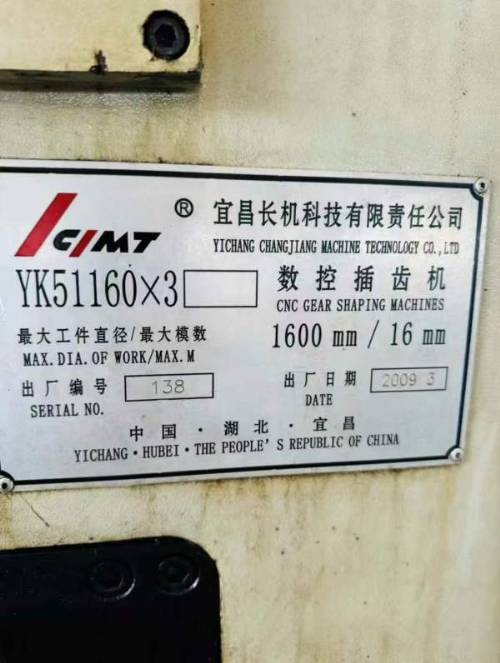 CIMT ® 宜昌长机科技有限责任公司
YICHANG CHANGJIANG MACHINE TECHNOLOGY CO.,LTD
YK51160×3 数控插齿机
CNC GEAR SHAPING MACHINES
最大工件直径/最大模数 1600 mm / 16 mm
MAX.DIA.OF WORK/MAX.M
出厂编号 138 出厂日期 2009 3
SERIAL NO. DATE
中国·湖北·宜昌
YICHANG·HUBEI·THE PEOPLE'S REPUBLIC OF CHINA